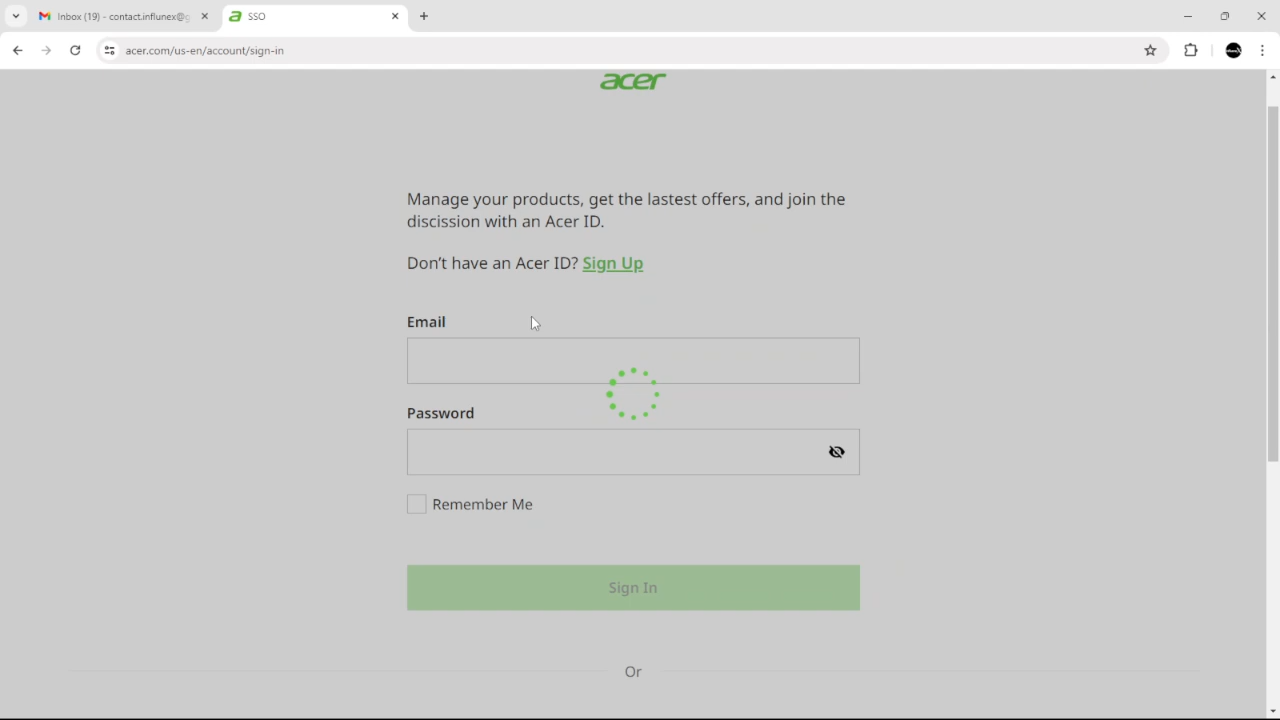 Inbox (19) - contact.influnex@g
SSO
acer.com/us-en/account/sign-in
acer
Manage your products, get the lastest offers, and join the
discission with an Acer ID.
Don't have an Acer ID? Sign Up
Email
Password
Remember Me
Sign In
Or